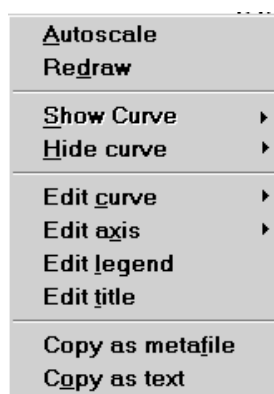 Autoscale
Redraw
Show Curve
Hide curve
Edit curve
Edit axis
Edit legend
Edit title
Copy as metafile
Copy as text